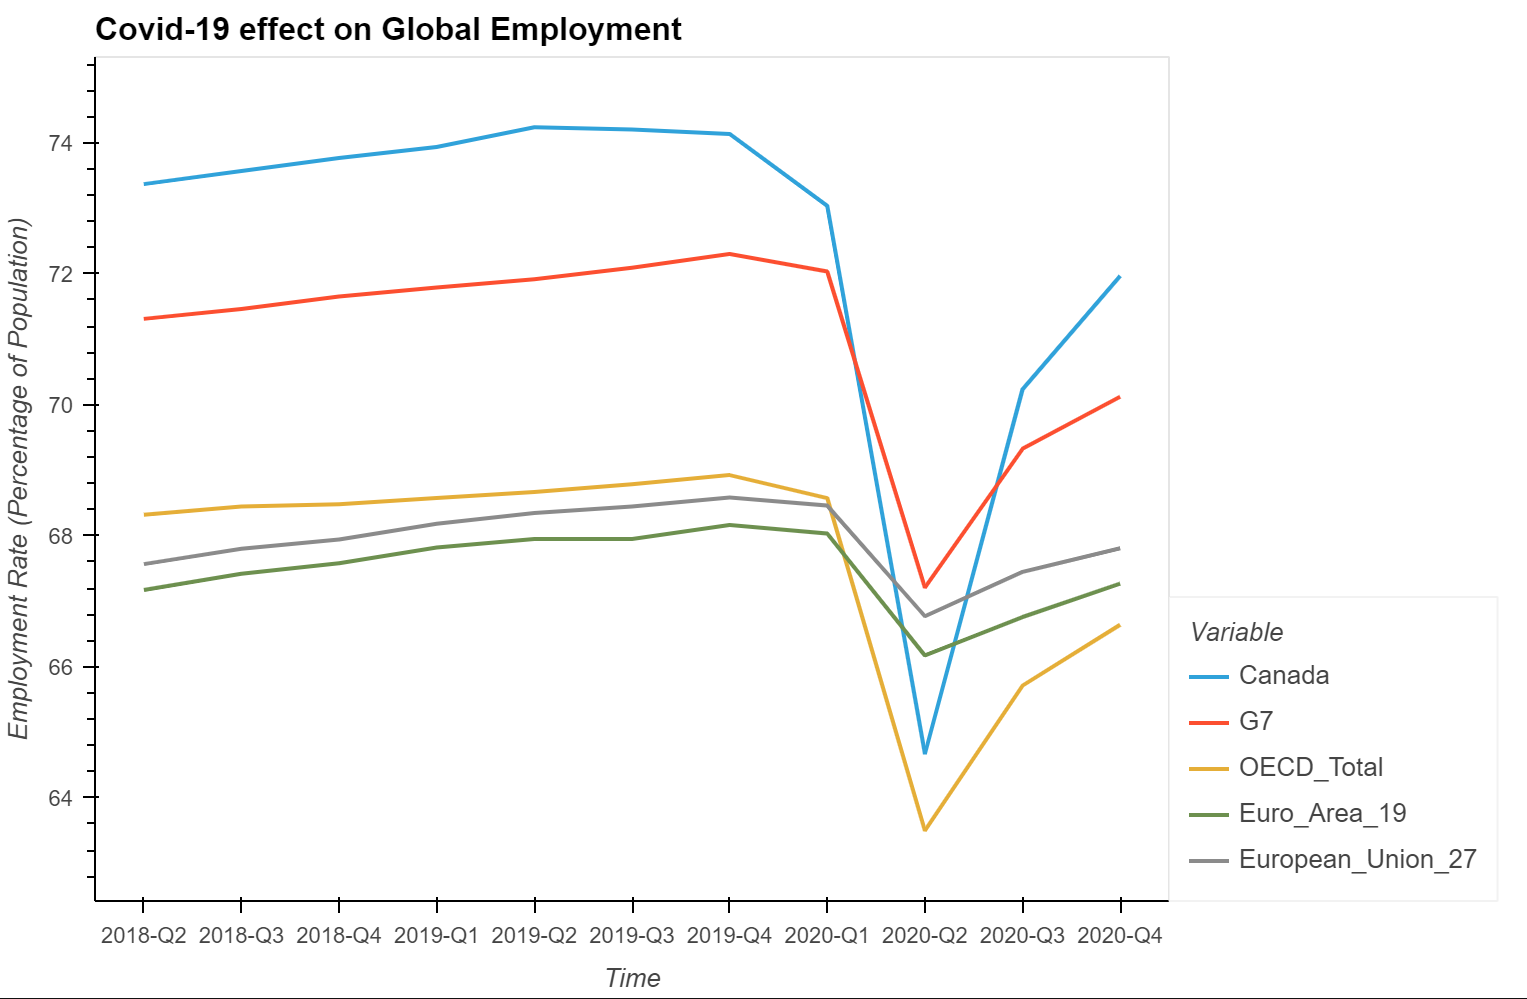 Covid-19 effect on Global Employment
Employment Rate (Percentage of Population)
74
72
70
68
66
64
2018-Q2 2018-Q3 2018-Q4 2019-Q1 2019-Q2 2019-Q3 2019-Q4 2020-Q1 2020-Q2 2020-Q3 2020-Q4
Time
Variable
Canada
G7
OECD_Total
Euro_Area_19
European_Union_27